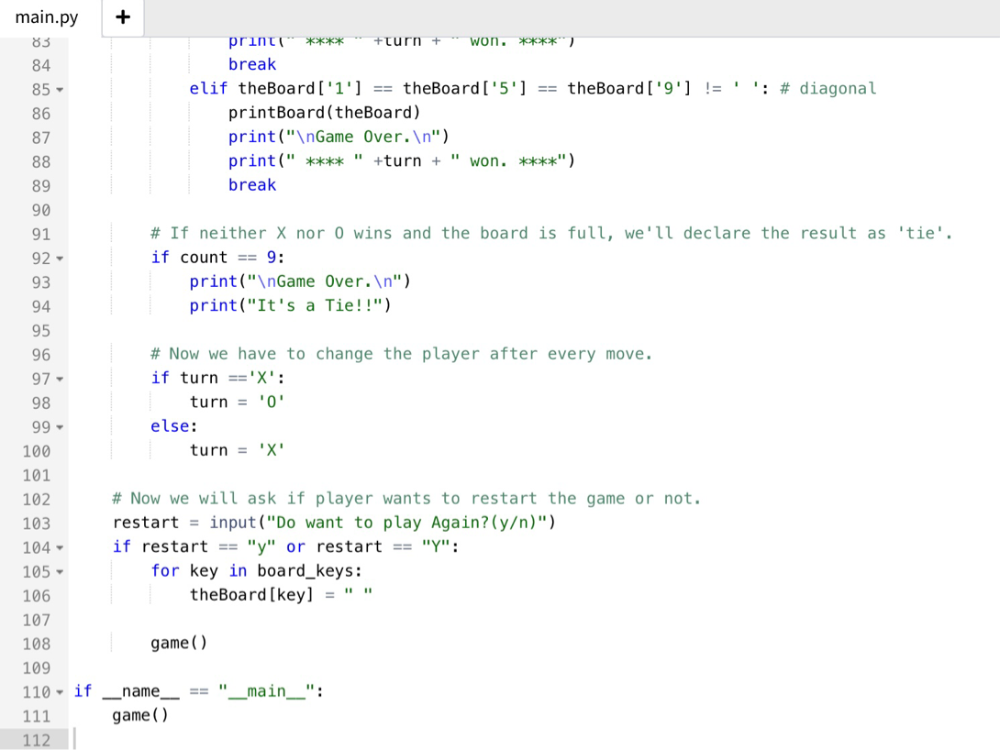 main.py +
83 print(" **** " +turn + " won. ****")
84 break
85 elif theBoard['1'] == theBoard['5'] == theBoard['9'] != ' ': # diagonal
86 printBoard(theBoard)
87 print("\nGame Over.\n")
88 print(" **** " +turn + " won. ****")
89 break
90
91 # If neither X nor O wins and the board is full, we'll declare the result as 'tie'.
92 if count == 9:
93 print("\nGame Over.\n")
94 print("It's a Tie!!")
95
96 # Now we have to change the player after every move.
97 if turn =='X':
98 turn = 'O'
99 else:
100 turn = 'X'
101
102 # Now we will ask if player wants to restart the game or not.
103 restart = input("Do want to play Again?(y/n)")
104 if restart == "y" or restart == "Y":
105 for key in board_keys:
106 theBoard[key] = " "
107
108 game()
109
110 if __name__ == "__main__":
111 game()
112